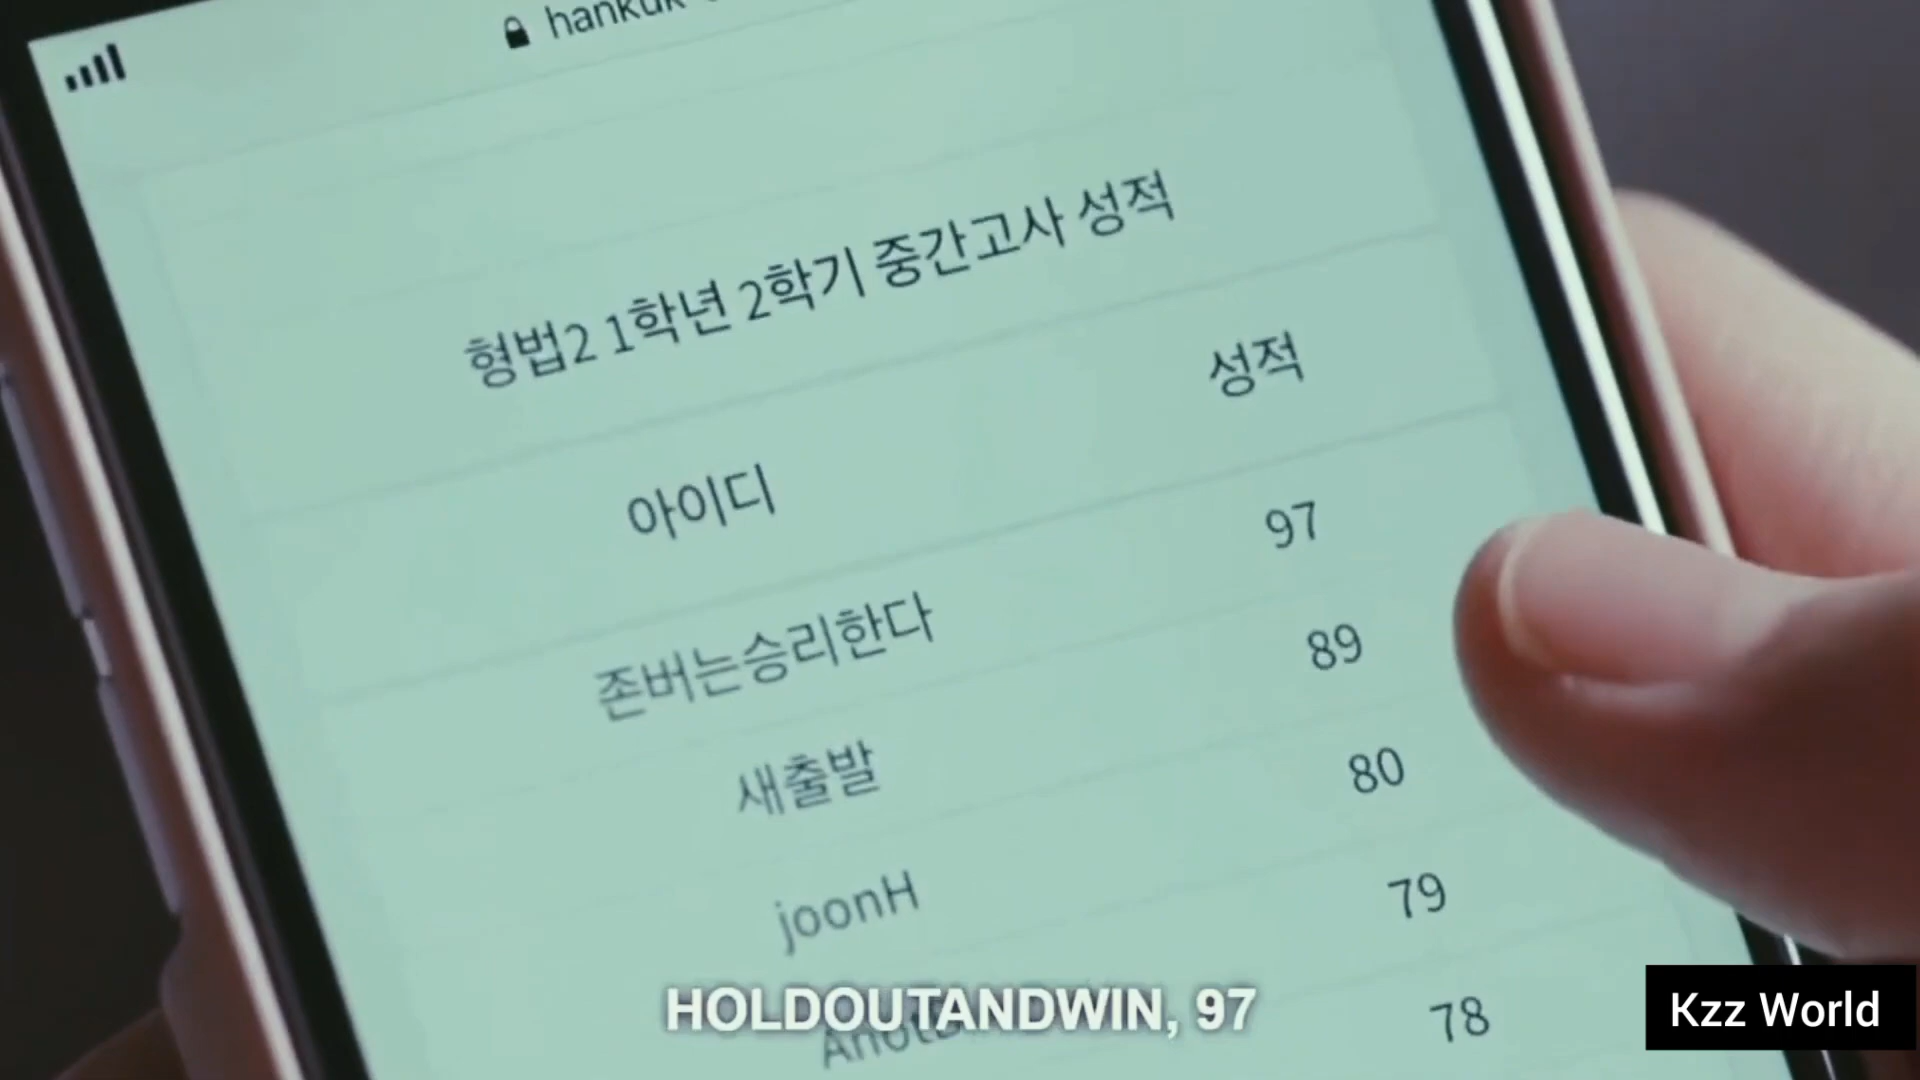 형법2 1학년 2학기 중간고사 성적
아이디 성적
존버는승리한다 97
새출발 89
joonH 80
79
78
HOLDOUTANDWIN, 97
Kzz World